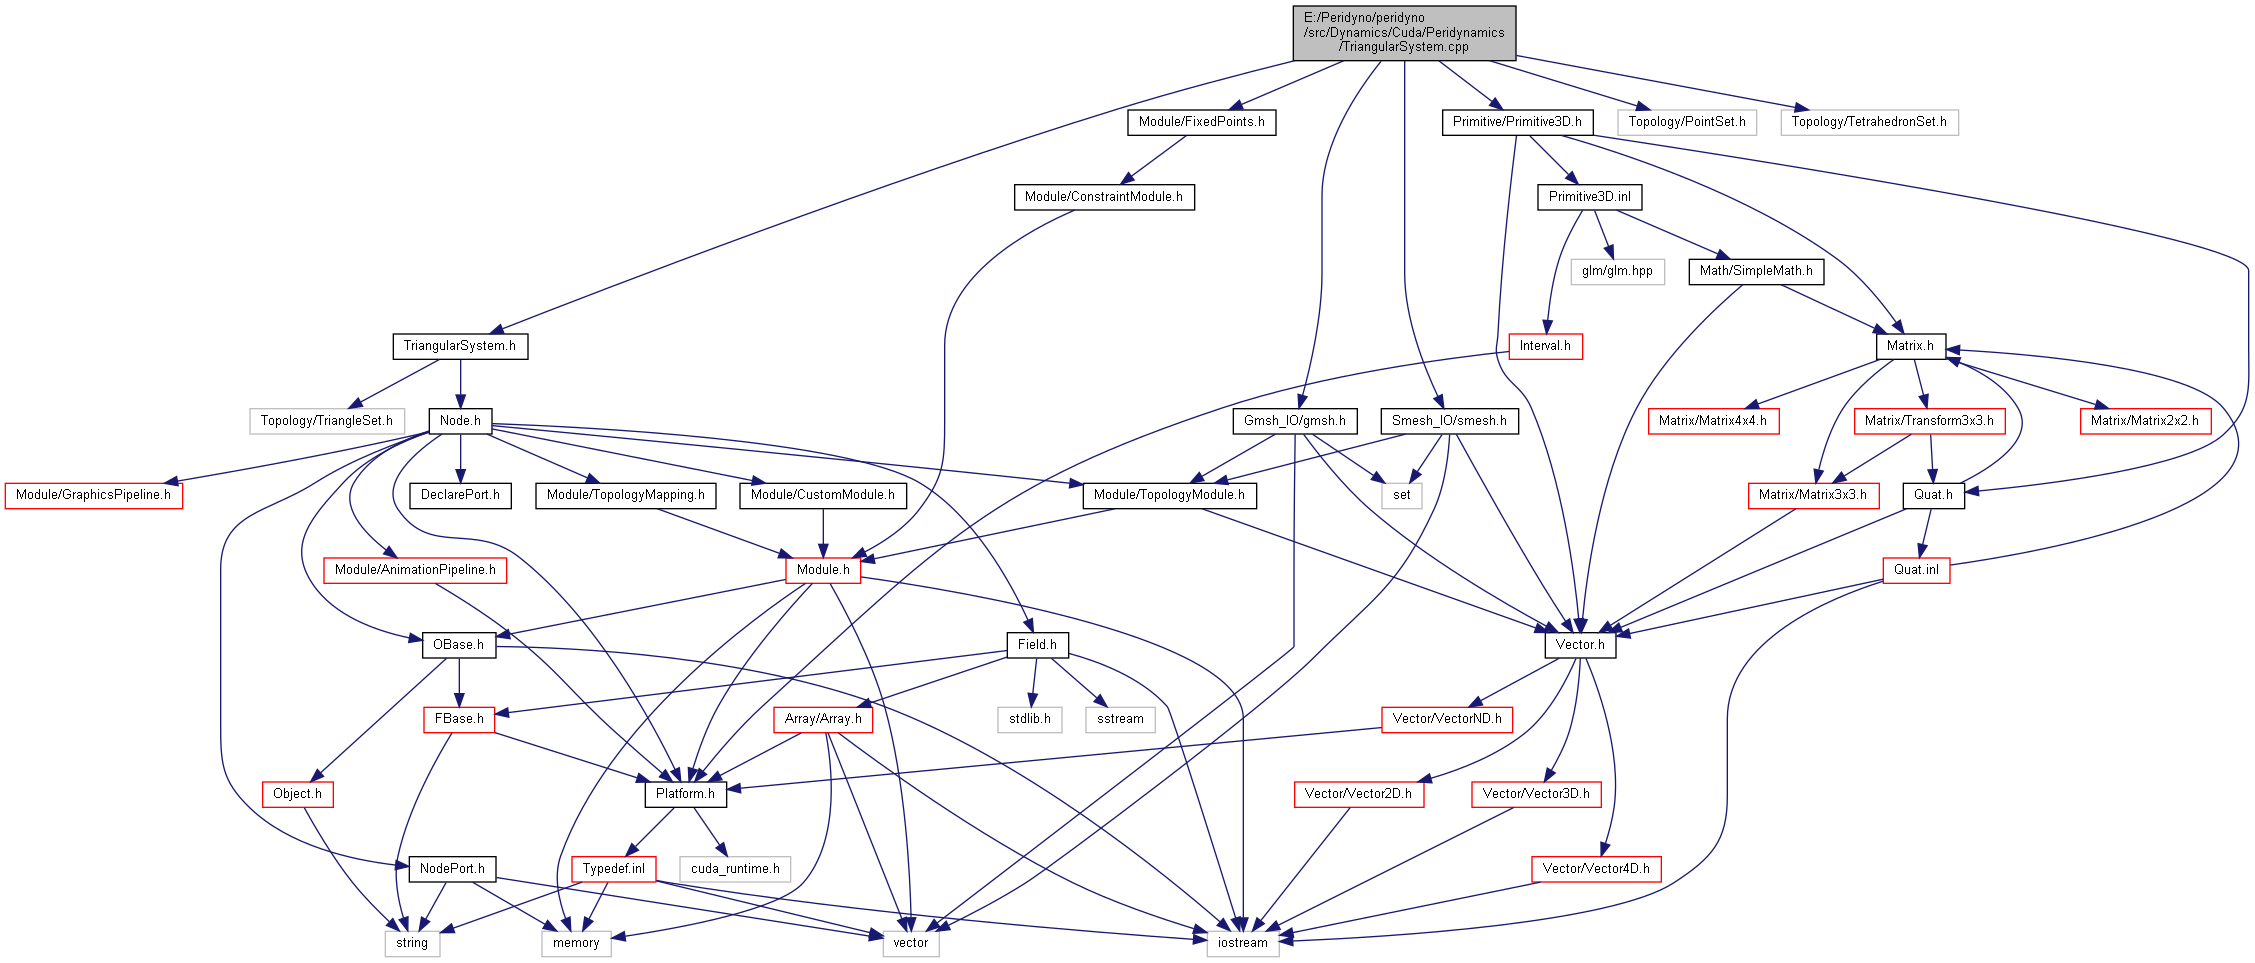 E:/Peridyno/peridyno
/src/Dynamics/Cuda/Peridynamics
/TriangularSystem.cpp
Module/FixedPoints.h
Primitive/Primitive3D.h
Topology/PointSet.h
Topology/TetrahedronSet.h
Module/ConstraintModule.h
Primitive3D.inl
glm/glm.hpp
Math/SimpleMath.h
TriangularSystem.h
Interval.h
Matrix.h
Topology/TriangleSet.h
Node.h
Gmsh_IO/gmsh.h
Smesh_IO/smesh.h
Matrix/Matrix4x4.h
Matrix/Transform3x3.h
Matrix/Matrix2x2.h
Module/GraphicsPipeline.h
DeclarePort.h
Module/TopologyMapping.h
Module/CustomModule.h
Module/TopologyModule.h
set
Matrix/Matrix3x3.h
Quat.h
Module/AnimationPipeline.h
Module.h
Quat.inl
OBase.h
Field.h
Vector.h
FBase.h
Array/Array.h
stdlib.h
sstream
Vector/VectorND.h
Object.h
Platform.h
Vector/Vector2D.h
Vector/Vector3D.h
NodePort.h
Typedef.inl
cuda_runtime.h
Vector/Vector4D.h
string
memory
vector
iostream